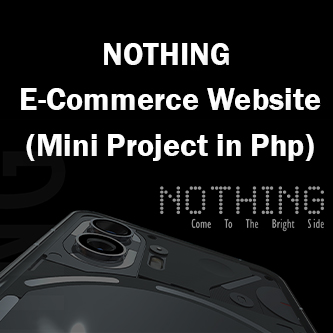 NOTHING
E-Commerce Website
(Mini Project in Php)
NOTHING
Come To The Bright Side